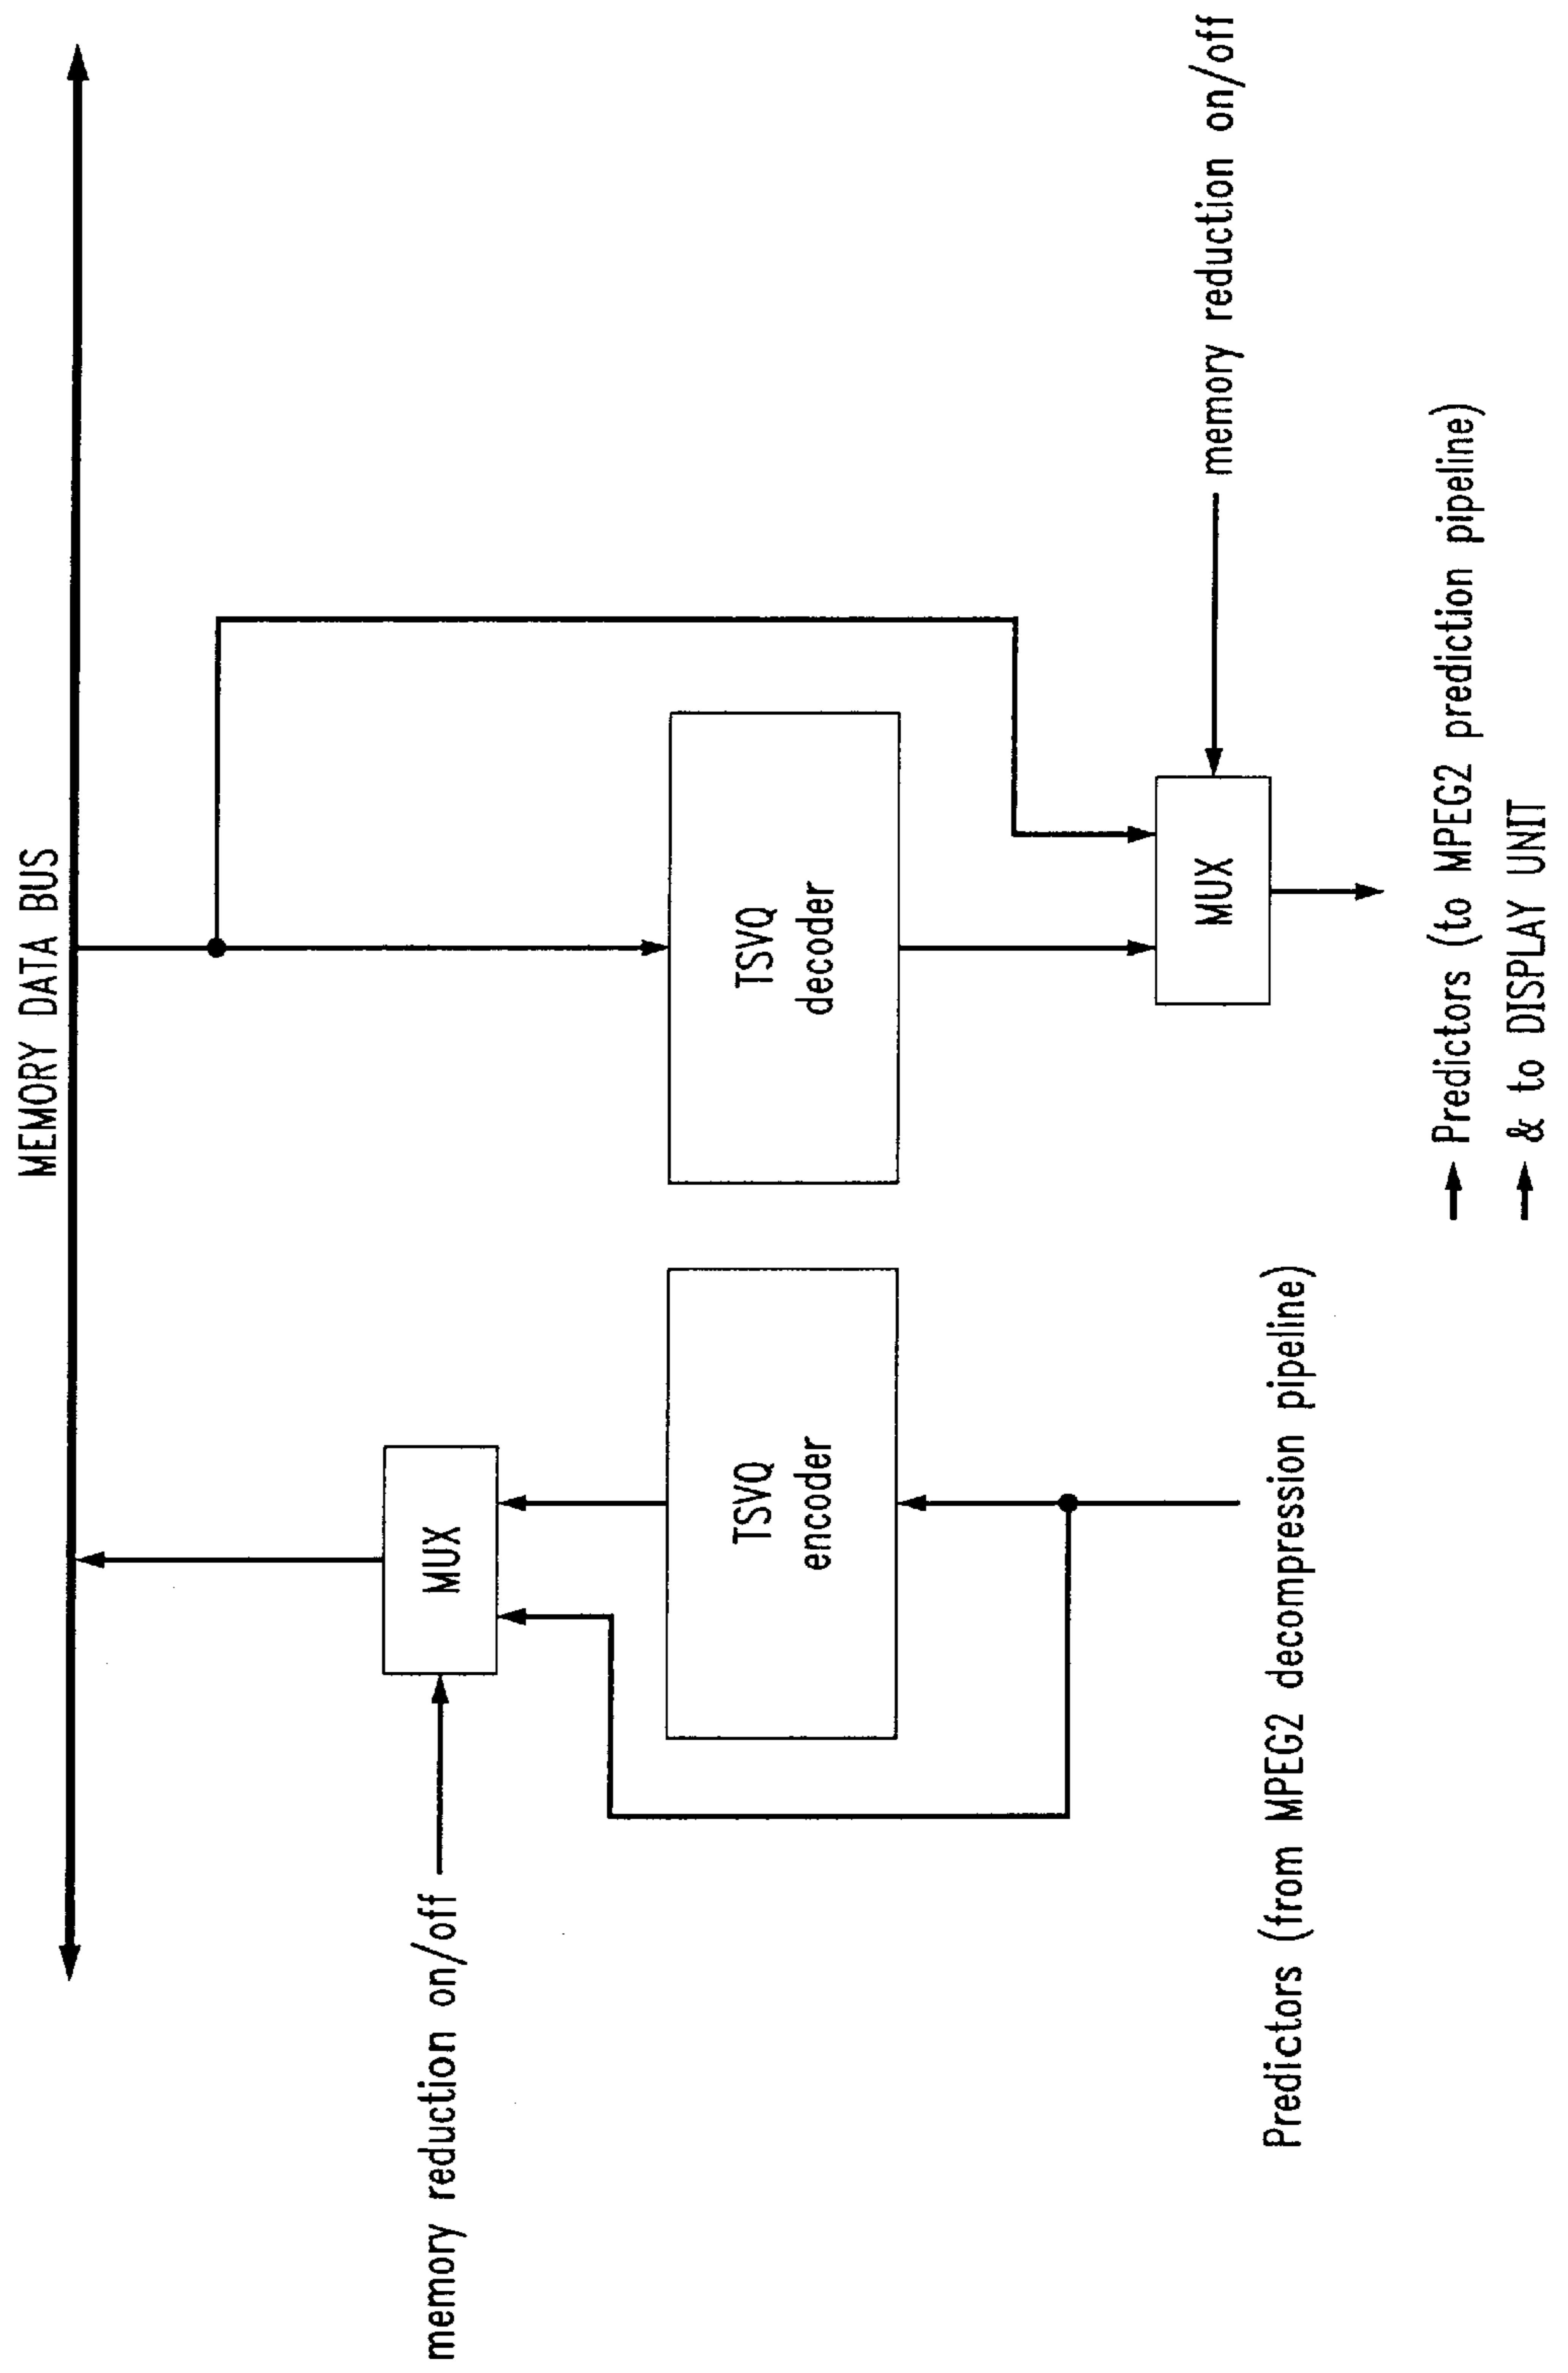 MEMORY DATA BUS
memory reduction on/off
MUX
TSVQ
encoder
Predictors (from MPEG2 decompression pipeline)
TSVQ
decoder
MUX
memory reduction on/off
Predictors (to MPEG2 prediction pipeline)
& to DISPLAY UNIT